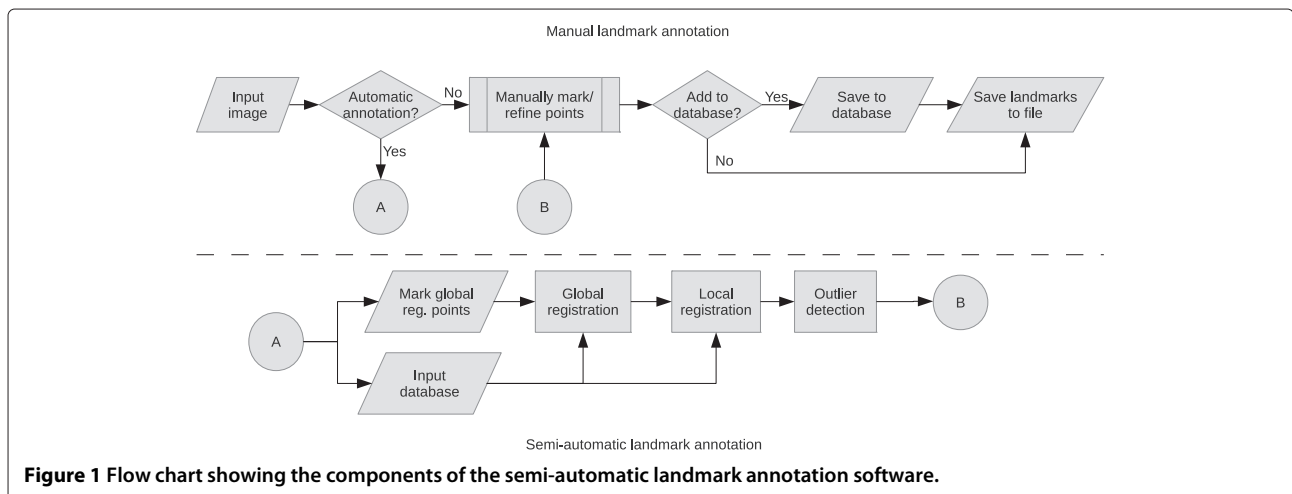 Manual landmark annotation
Input
image
Automatic
annotation?
No
Manually mark/
refine points
Add to
database?
Yes
Save to
database
Save landmarks
to file
Yes
No
A
B
Mark global
reg. points
Global
registration
Local
registration
Outlier
detection
B
A
Input
database
Semi-automatic landmark annotation
Figure 1 Flow chart showing the components of the semi-automatic landmark annotation software.